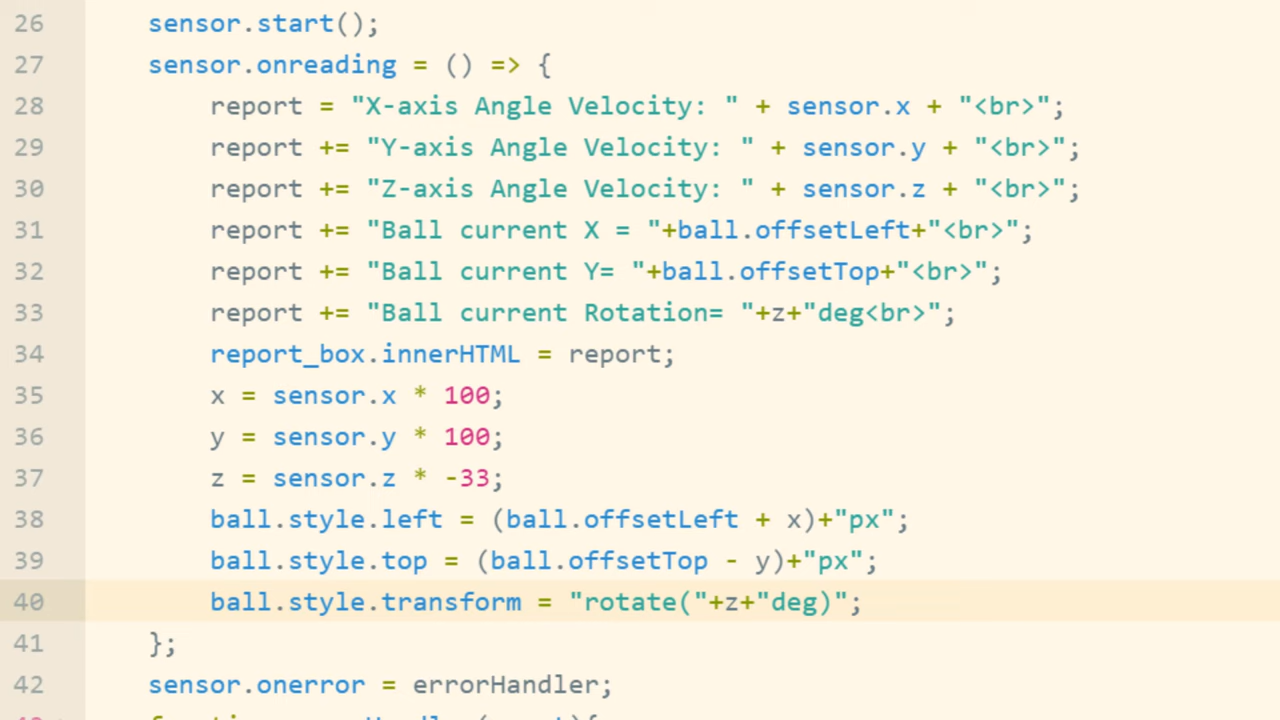 26 sensor.start();
27 sensor.onreading = () => {
28 report = "X-axis Angle Velocity: " + sensor.x + "<br>";
29 report += "Y-axis Angle Velocity: " + sensor.y + "<br>";
30 report += "Z-axis Angle Velocity: " + sensor.z + "<br>";
31 report += "Ball current X = "+ball.offsetLeft+"<br>";
32 report += "Ball current Y= "+ball.offsetTop+"<br>";
33 report += "Ball current Rotation= "+z+"deg<br>";
34 report_box.innerHTML = report;
35 x = sensor.x * 100;
36 y = sensor.y * 100;
37 z = sensor.z * -33;
38 ball.style.left = (ball.offsetLeft + x)+"px";
39 ball.style.top = (ball.offsetTop - y)+"px";
40 ball.style.transform = "rotate("+z+"deg)";
41 };
42 sensor.onerror = errorHandler;